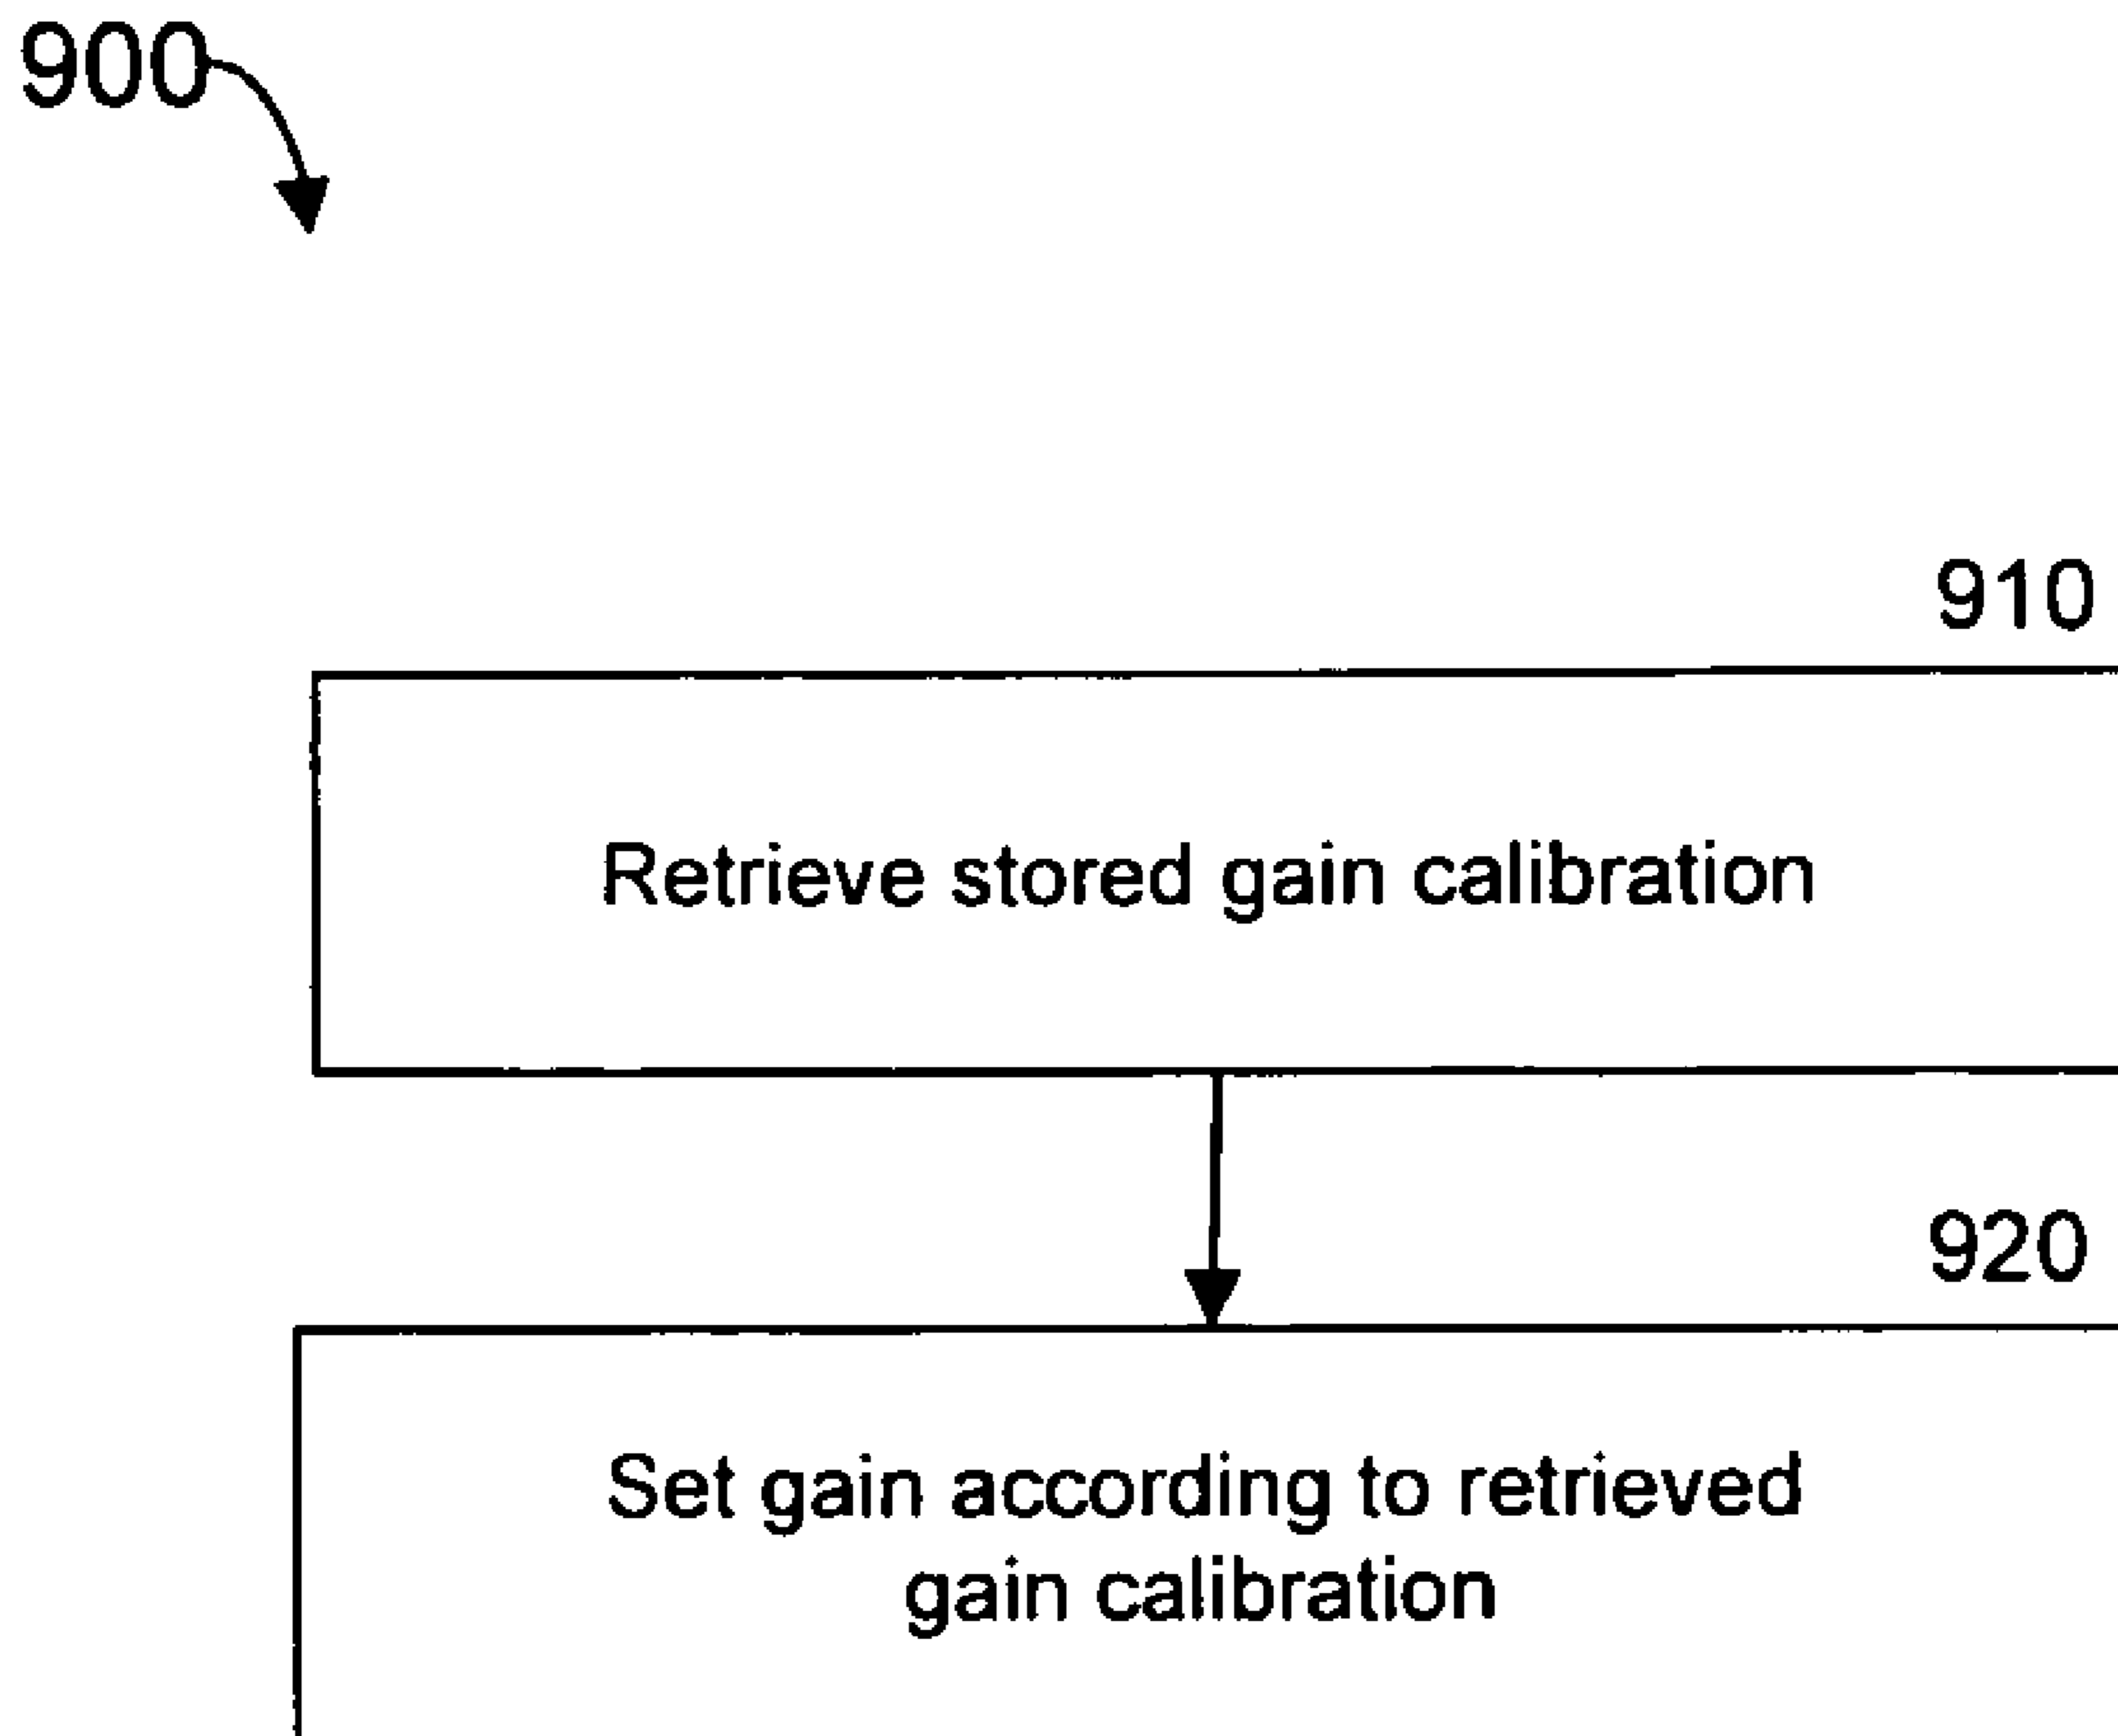 900
910
Retrieve stored gain calibration
920
Set gain according to retrieved
gain calibration